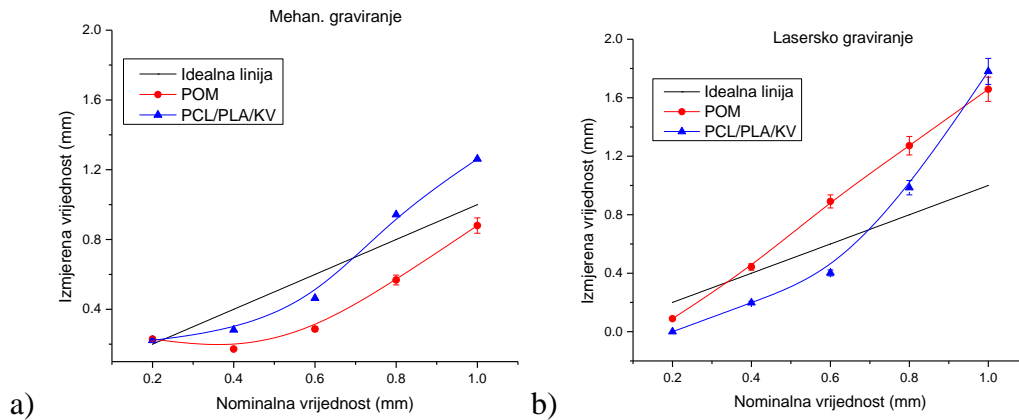 Mehan. graviranje
2.0
1.6
1.2
0.8
0.4
Izmjerena vrijednost (mm)
Idealna linija
POM
PCL/PLA/KV
0.2 0.4 0.6 0.8 1.0
Nominalna vrijednost (mm)
a)
Lasersko graviranje
2.0
1.6
1.2
0.8
0.4
0.0
Izmjerena vrijednost (mm)
Idealna linija
POM
PCL/PLA/KV
0.2 0.4 0.6 0.8 1.0
Nominalna vrijednost (mm)
b)